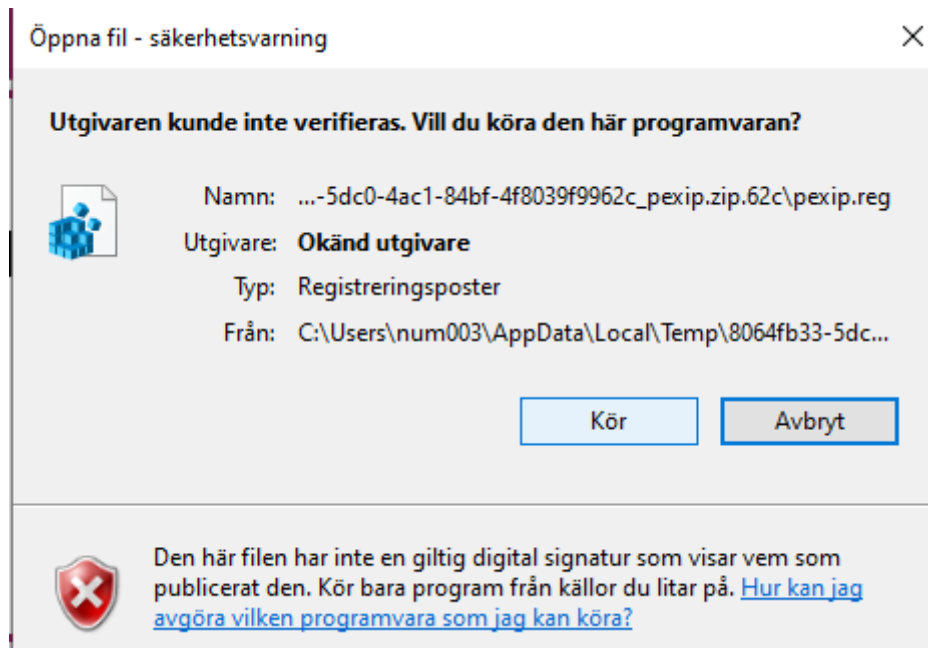 Öppna fil - säkerhetsvarning
Utgivaren kunde inte verifieras. Vill du köra den här programvaran?
Namn: ...-5dc0-4ac1-84bf-4f8039f9962c_pexip.zip.62c\pexip.reg
Utgivare: Okänd utgivare
Typ: Registreringsposter
Från: C:\Users\num003\AppData\Local\Temp\8064fb33-5dc...
Kör Avbryt
Den här filen har inte en giltig digital signatur som visar vem som
publicerat den. Kör bara program från källor du litar på. Hur kan jag
avgöra vilken programvara som jag kan köra?